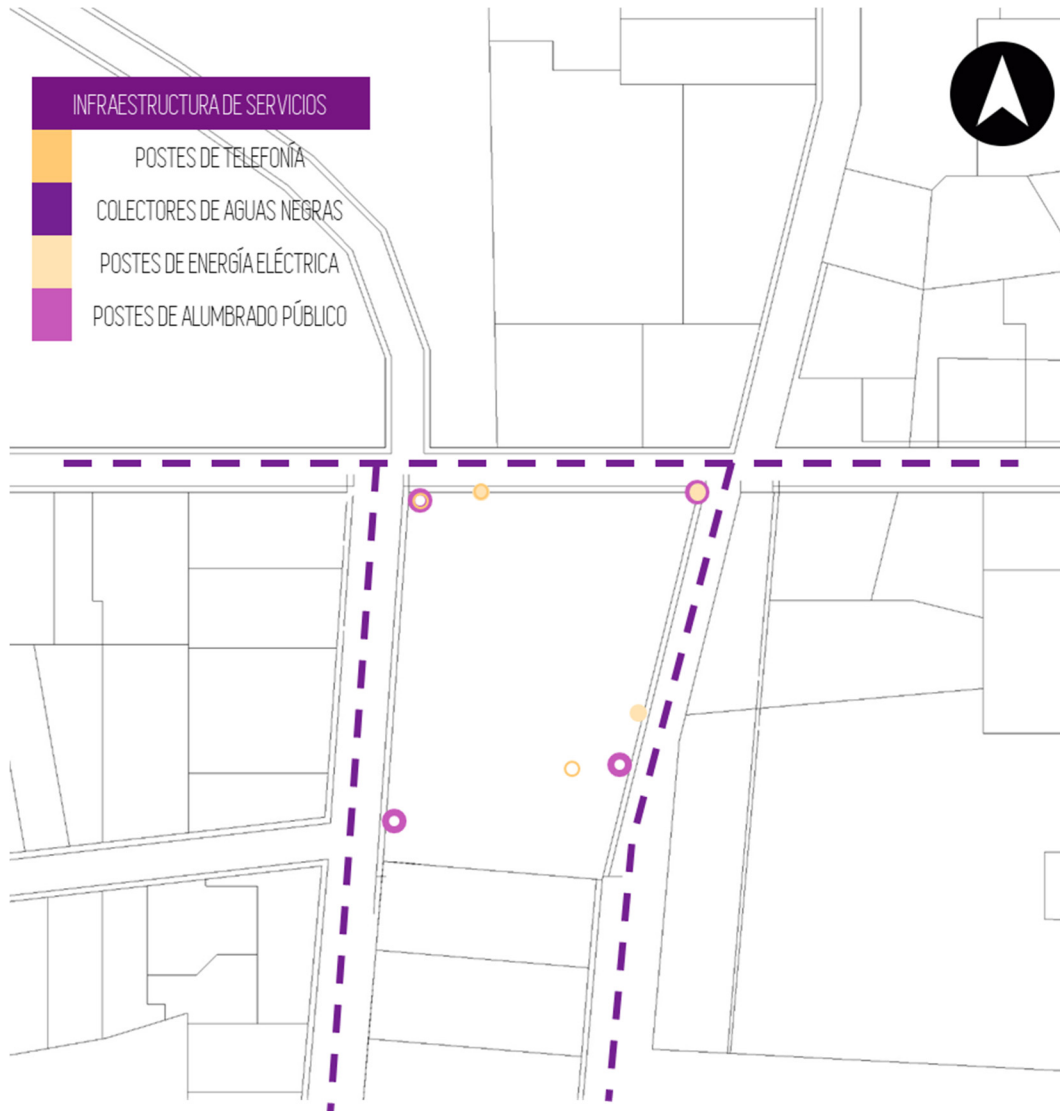 INFRAESTRUCTURA DE SERVICIOS
POSTES DE TELEFONÍA
COLECTORES DE AGUAS NEGRAS
POSTES DE ENERGÍA ELÉCTRICA
POSTES DE ALUMBRADO PÚBLICO